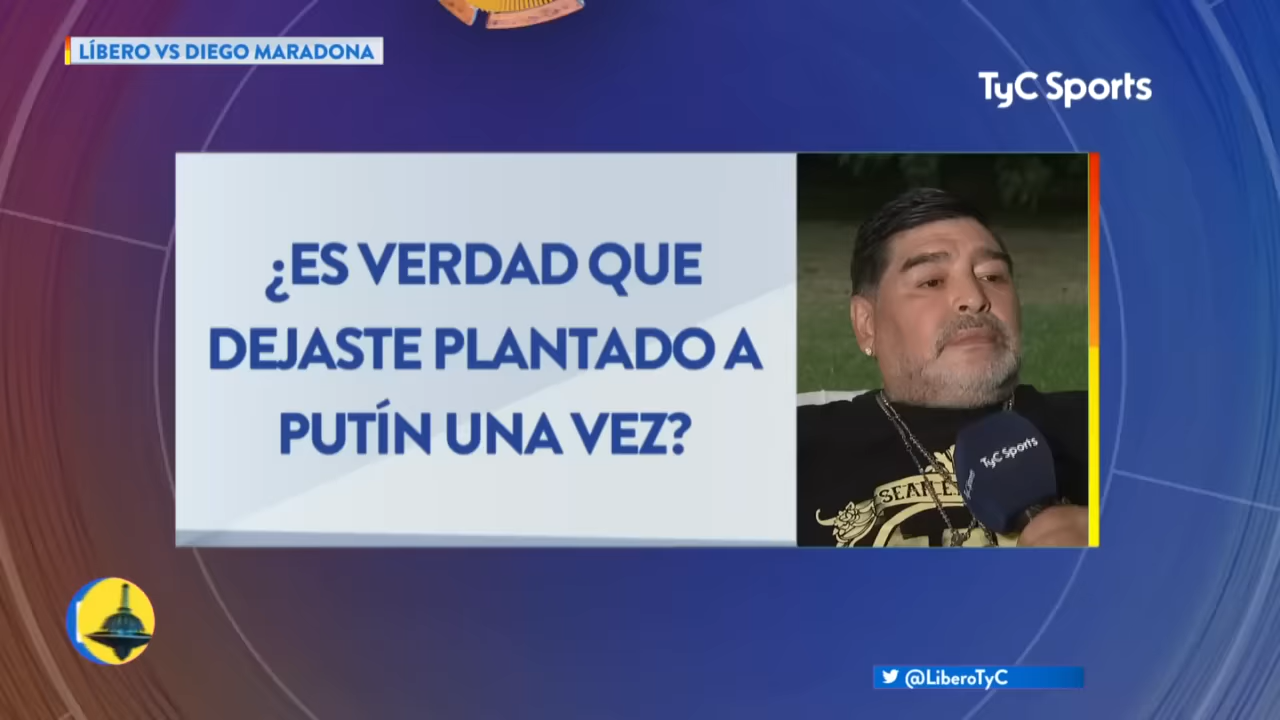 LÍBERO VS DIEGO MARADONA
TyC Sports
¿ES VERDAD QUE
DEJASTE PLANTADO A
PUTÍN UNA VEZ?
TyC Sports
@LiberoTyC